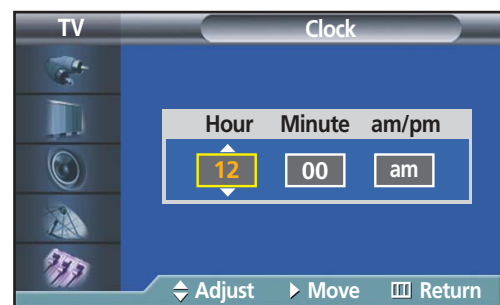 TV Clock
Hour Minute am/pm
12 00 am
Adjust Move Return